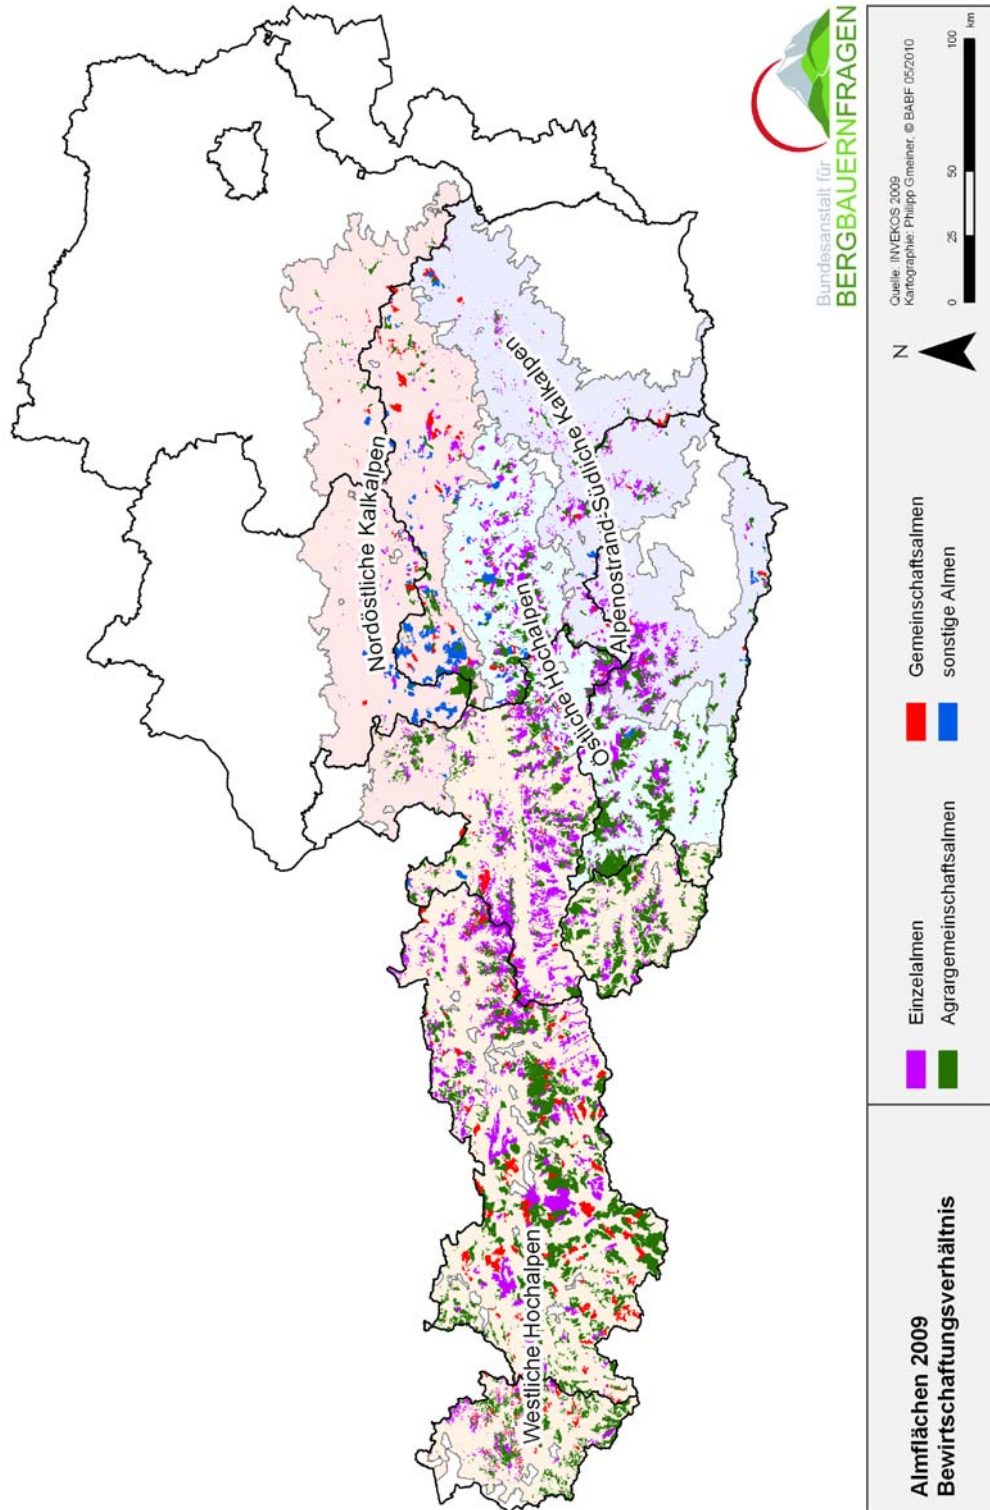 Nordöstliche Kalkalpen
Alpenostrand-Südliche Kalkalpen
Östliche Hochalpen
Westliche Hochalpen
Bundesanstalt für
BERGBAUERNFRAGEN
Almflächen 2009
Bewirtschaftungsverhältnis
Einzelalmen
Agrargemeinschaftsalmen
Gemeinschaftsalmen
sonstige Almen
N
Quelle: INVEKOS 2009
Kartographie: Philipp Gmeiner, © BABF 05/2010
0 25 50 100
km